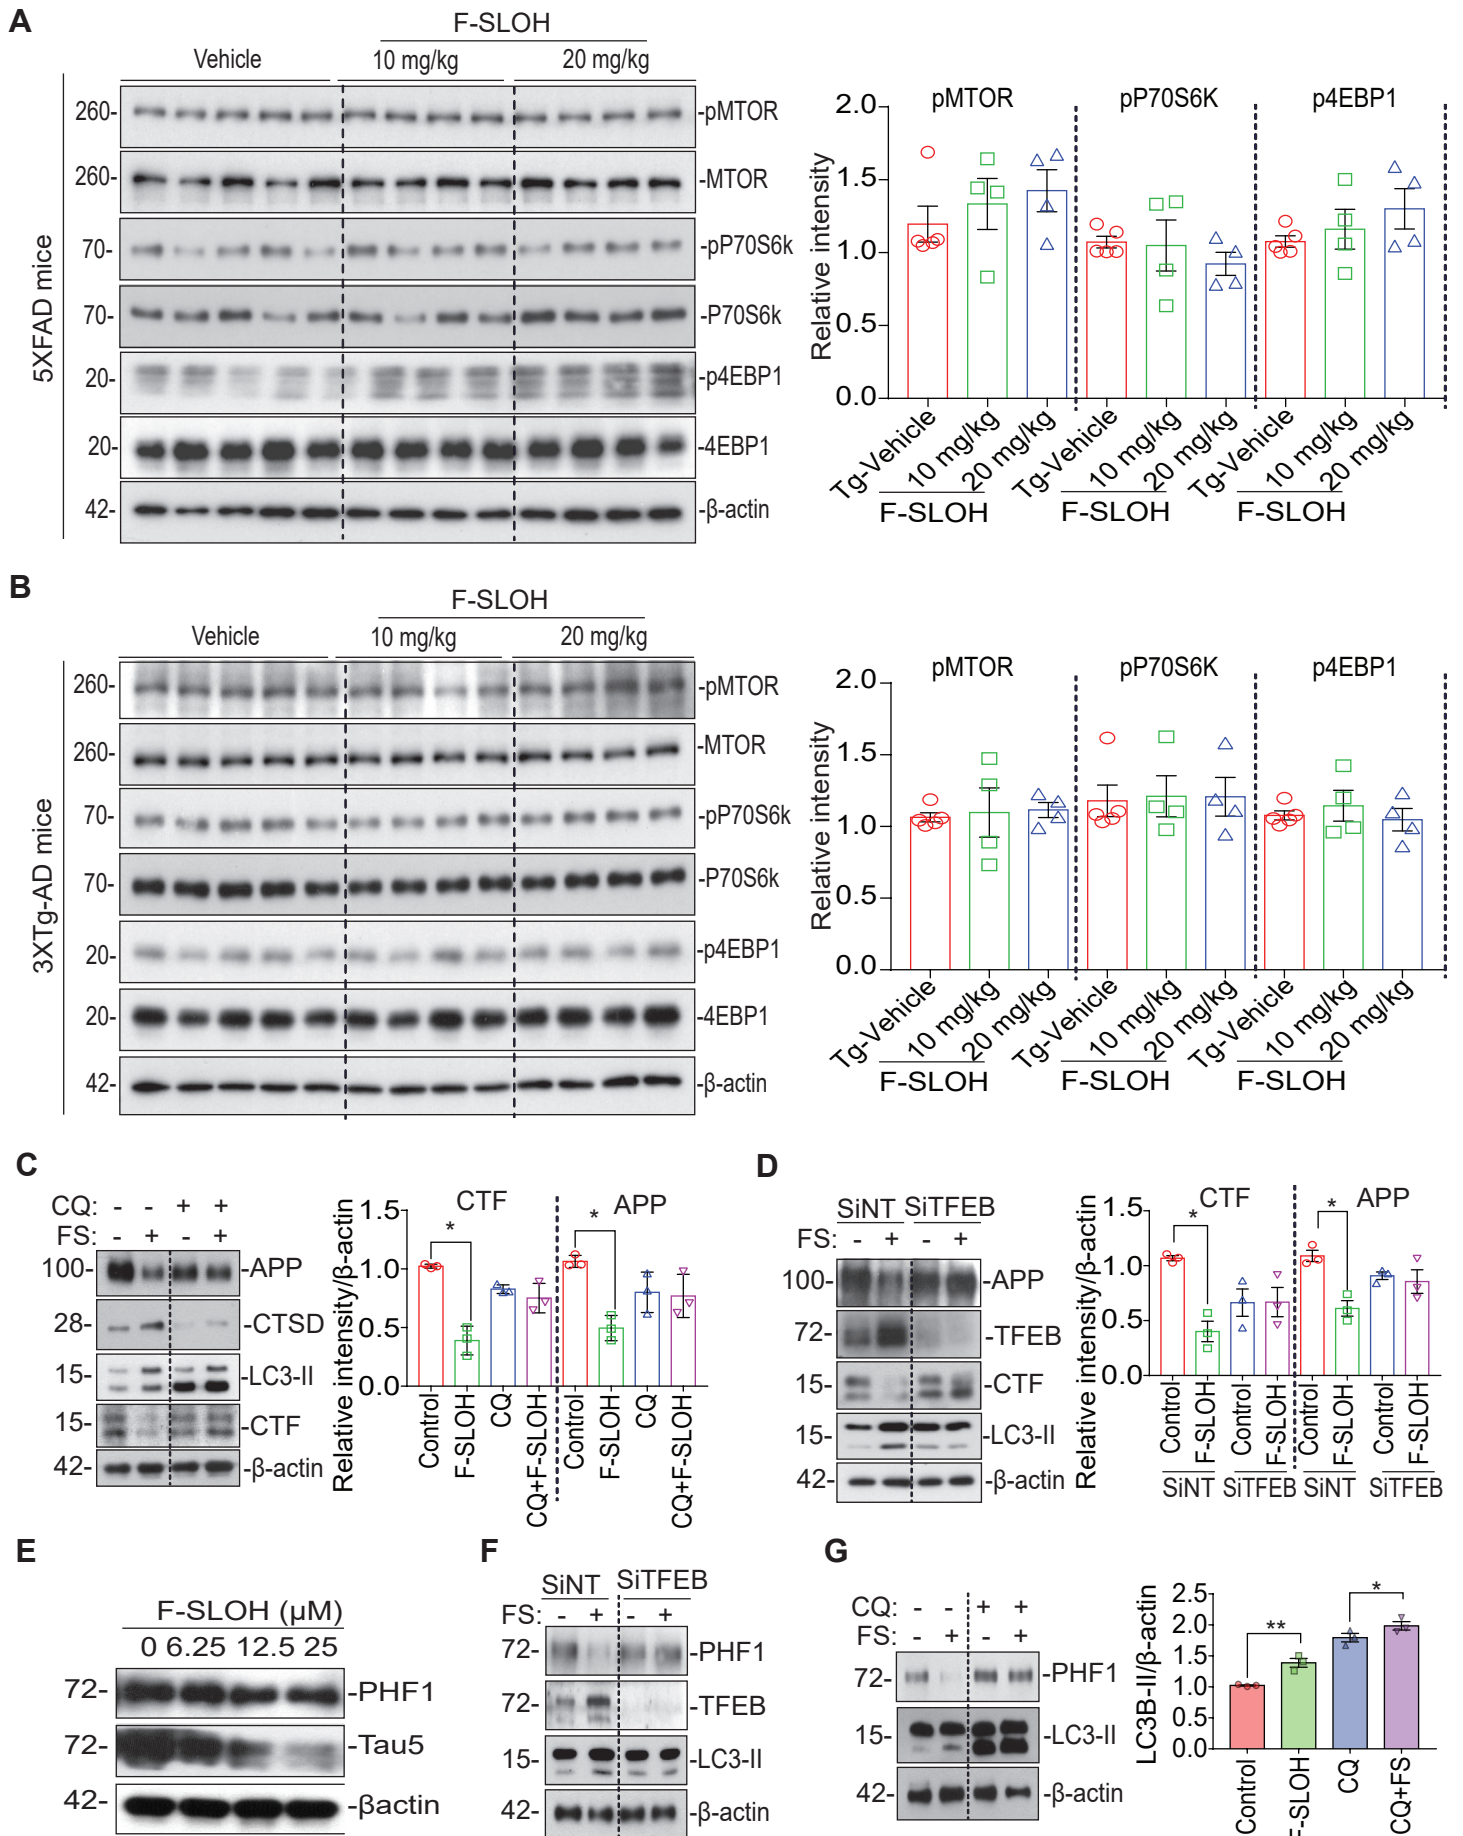 A
F-SLOH
Vehicle 10 mg/kg 20 mg/kg
5XFAD mice
260- -pMTOR
260- -MTOR
70- -pP70S6k
70- -P70S6k
20- -p4EBP1
20- -4EBP1
42- -β-actin
pMTOR pP70S6K p4EBP1
Relative intensity
2.0
1.5
1.0
0.5
0.0
Tg-Vehicle 10 mg/kg 20 mg/kg Tg-Vehicle 10 mg/kg 20 mg/kg Tg-Vehicle 10 mg/kg 20 mg/kg
F-SLOH F-SLOH F-SLOH
B
F-SLOH
Vehicle 10 mg/kg 20 mg/kg
3XTg-AD mice
260- -pMTOR
260- -MTOR
70- -pP70S6k
70- -P70S6k
20- -p4EBP1
20- -4EBP1
42- -β-actin
pMTOR pP70S6K p4EBP1
Relative intensity
2.0
1.5
1.0
0.5
0.0
Tg-Vehicle 10 mg/kg 20 mg/kg Tg-Vehicle 10 mg/kg 20 mg/kg Tg-Vehicle 10 mg/kg 20 mg/kg
F-SLOH F-SLOH F-SLOH
C
CQ: - - + +
FS: - + - +
100- -APP
28- -CTSD
15- -LC3-II
15- -CTF
42- -β-actin
CTF APP
Relative intensity/β-actin
1.5
1.0
0.5
0.0
* *
Control F-SLOH CQ CQ+F-SLOH Control F-SLOH CQ CQ+F-SLOH
D
SiNT SiTFEB
FS: - + - +
100- -APP
72- -TFEB
15- -CTF
15- -LC3-II
42- -β-actin
CTF APP
Relative intensity/β-actin
1.5
1.0
0.5
0.0
* *
Control F-SLOH Control F-SLOH Control F-SLOH Control F-SLOH
SiNT SiTFEB SiNT SiTFEB
E
F-SLOH (µM)
0 6.25 12.5 25
72- -PHF1
72- -Tau5
42- -βactin
F
SiNT SiTFEB
FS: - + - +
72- -PHF1
72- -TFEB
15- -LC3-II
42- -β-actin
G
CQ: - - + +
FS: - + - +
72- -PHF1
15- -LC3-II
42- -β-actin
LC3B-II/β-actin
2.5
2.0
1.5
1.0
0.5
0.0
** *
Control F-SLOH CQ CQ+FS